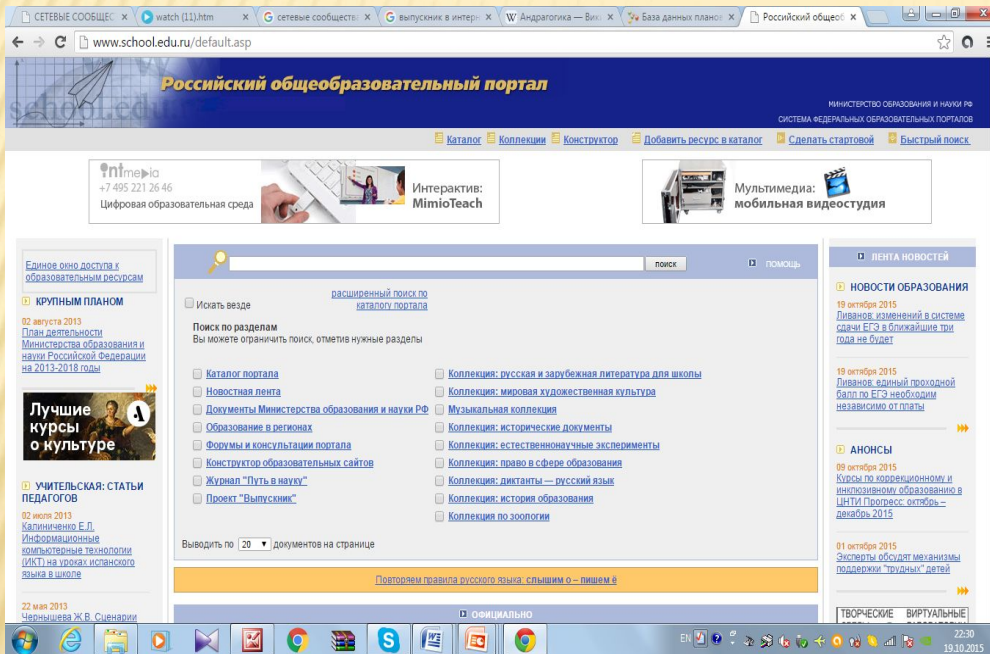 СЕТЕВЫЕ СООБЩЕС
watch (11).htm
сетевые сообществ
выпускник в интерн
Андрагогика — Вик
База данных планов
Российский общеоб
www.school.edu.ru/default.asp
school.edu
Российский общеобразовательный портал
МИНИСТЕРСТВО ОБРАЗОВАНИЯ И НАУКИ РФ
СИСТЕМА ФЕДЕРАЛЬНЫХ ОБРАЗОВАТЕЛЬНЫХ ПОРТАЛОВ
Каталог Коллекции Конструктор Добавить ресурс в каталог Сделать стартовой Быстрый поиск
intmedia
+7 495 221 26 46
Цифровая образовательная среда
Интерактив:
MimioTeach
Мультимедиа:
мобильная видеостудия
Единое окно доступа к
образовательным ресурсам
КРУПНЫМ ПЛАНОМ
02 августа 2013
План деятельности
Министерства образования и
науки Российской Федерации
на 2013-2018 годы
Лучшие
курсы
о культуре
УЧИТЕЛЬСКАЯ: СТАТЬИ
ПЕДАГОГОВ
02 июля 2013
Калиниченко Е.Л.
Информационные
компьютерные технологии
(ИКТ) на уроках испанского
языка в школе
22 мая 2013
Чернышева Ж.В. Сценарии
поиск
ПОМОЩЬ
Искать везде
расширенный поиск по
каталогу портала
Поиск по разделам
Вы можете ограничить поиск, отметив нужные разделы
Каталог портала
Новостная лента
Документы Министерства образования и науки РФ
Образование в регионах
Форумы и консультации портала
Конструктор образовательных сайтов
Журнал "Путь в науку"
Проект "Выпускник"
Коллекция: русская и зарубежная литература для школы
Коллекция: мировая художественная культура
Музыкальная коллекция
Коллекция: исторические документы
Коллекция: естественнонаучные эксперименты
Коллекция: право в сфере образования
Коллекция: диктанты — русский язык
Коллекция: история образования
Коллекция по зоологии
Выводить по 20 документов на странице
Повторяем правила русского языка: слышим о – пишем ё
ОФИЦИАЛЬНО
ЛЕНТА НОВОСТЕЙ
НОВОСТИ ОБРАЗОВАНИЯ
19 октября 2015
Ливанов: изменений в системе
сдачи ЕГЭ в ближайшие три
года не будет
19 октября 2015
Ливанов: единый проходной
балл по ЕГЭ необходим
независимо от платы
АНОНСЫ
09 октября 2015
Курсы по коррекционному и
инклюзивному образованию в
ЦНТИ Прогресс: октябрь –
декабрь 2015
01 октября 2015
Эксперты обсудят механизмы
поддержки "трудных" детей
ТВОРЧЕСКИЕ ВИРТУАЛЬНЫЕ
EN
22:30
19.10.2015